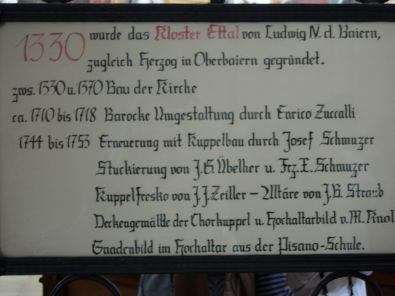 1330 wurde das Kloster Ettal von Ludwig IV. d. Baiern,
zugleich Herzog in Oberbaiern gegründet.
zws. 1330 u. 1370 Bau der Kirche
ca. 1710 bis 1718 Barocke Umgestaltung durch Enrico Zuccalli
1744 bis 1753 Erneuerung mit Kuppelbau durch Josef Schmuzer
Stuckierung von J.G. Übelher u. Frz. X. Schmuzer
Kuppelfresko von J.J. Zeiller – Altäre von J.B. Straub
Deckengemälde der Chorkuppel u. Hochaltarbild v. M. Knol
Gnadenbild im Hochaltar aus der Pisano-Schule.